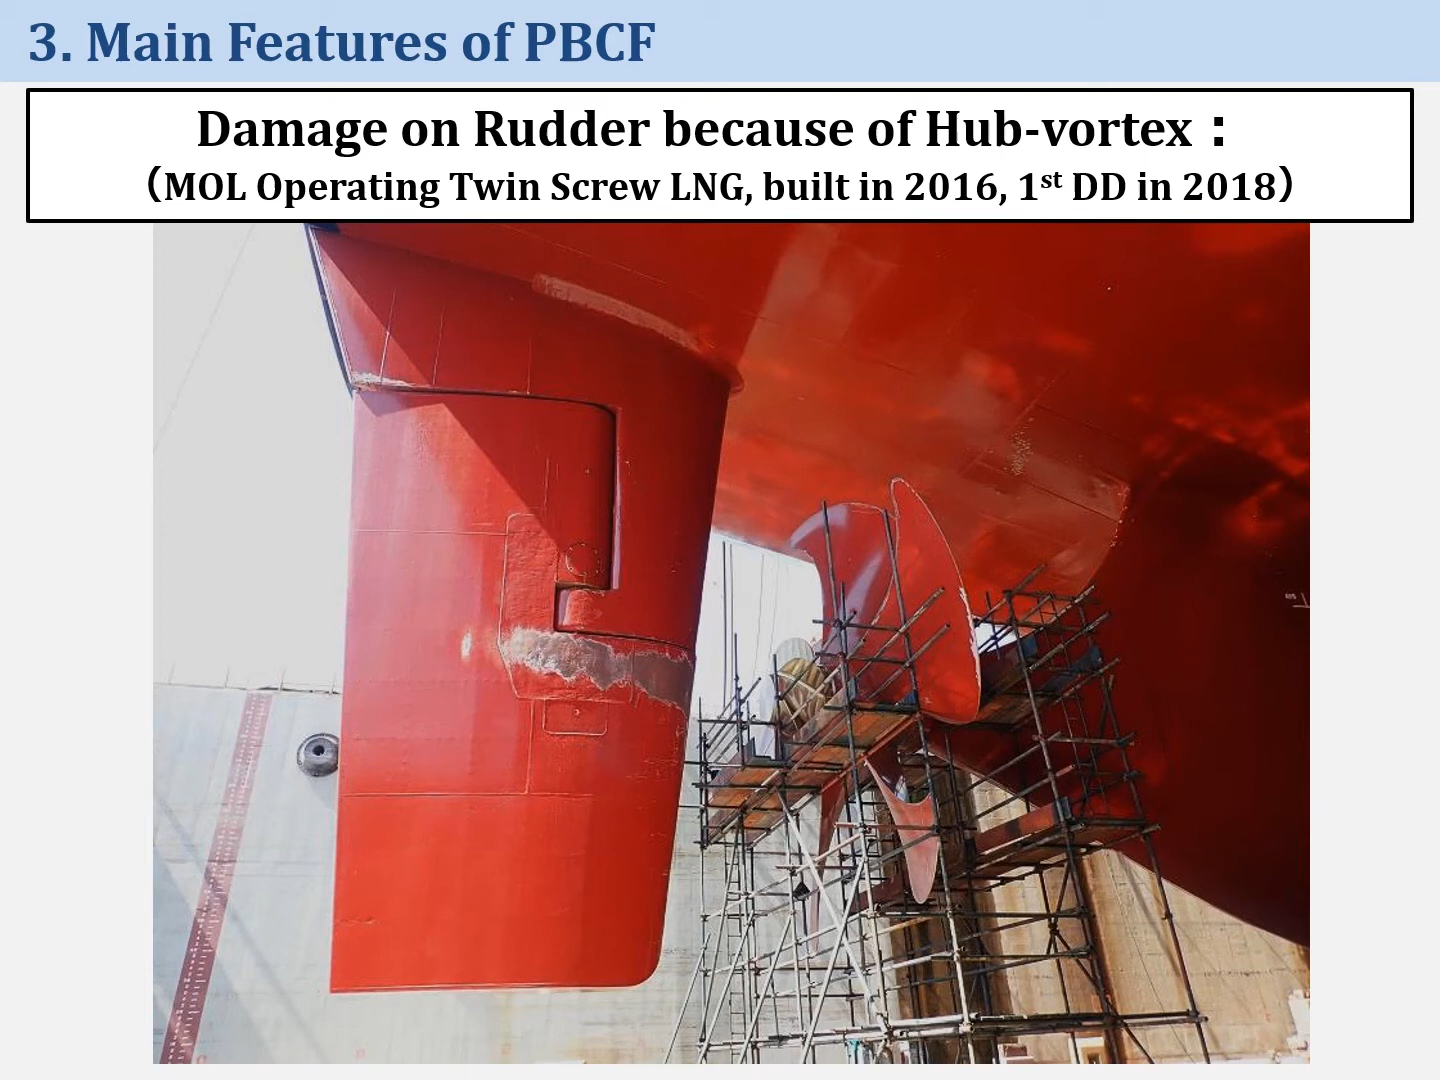 3. Main Features of PBCF
Damage on Rudder because of Hub-vortex：
（MOL Operating Twin Screw LNG, built in 2016, 1st DD in 2018）